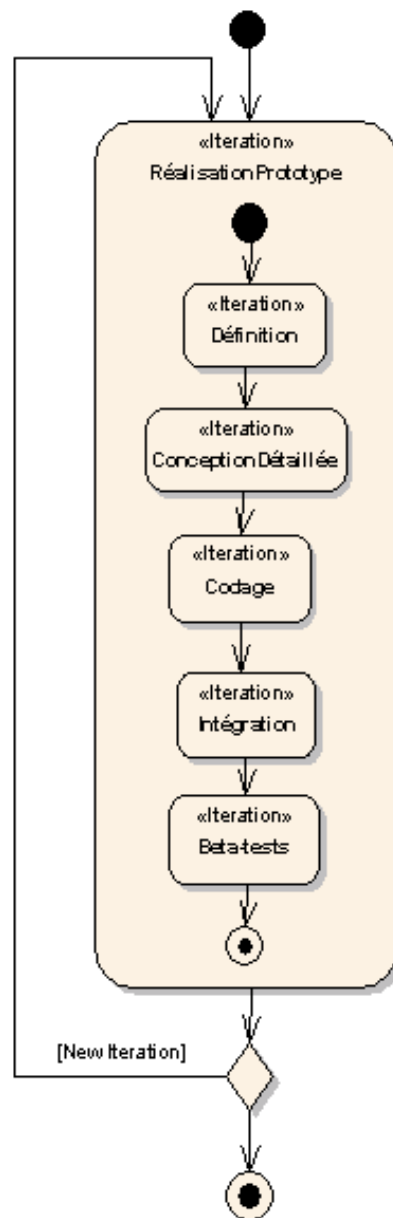 «Iteration»
Réalisation Prototype
«Iteration»
Définition
«Iteration»
Conception Détaillée
«Iteration»
Codage
«Iteration»
Intégration
«Iteration»
Beta-tests
[New Iteration]